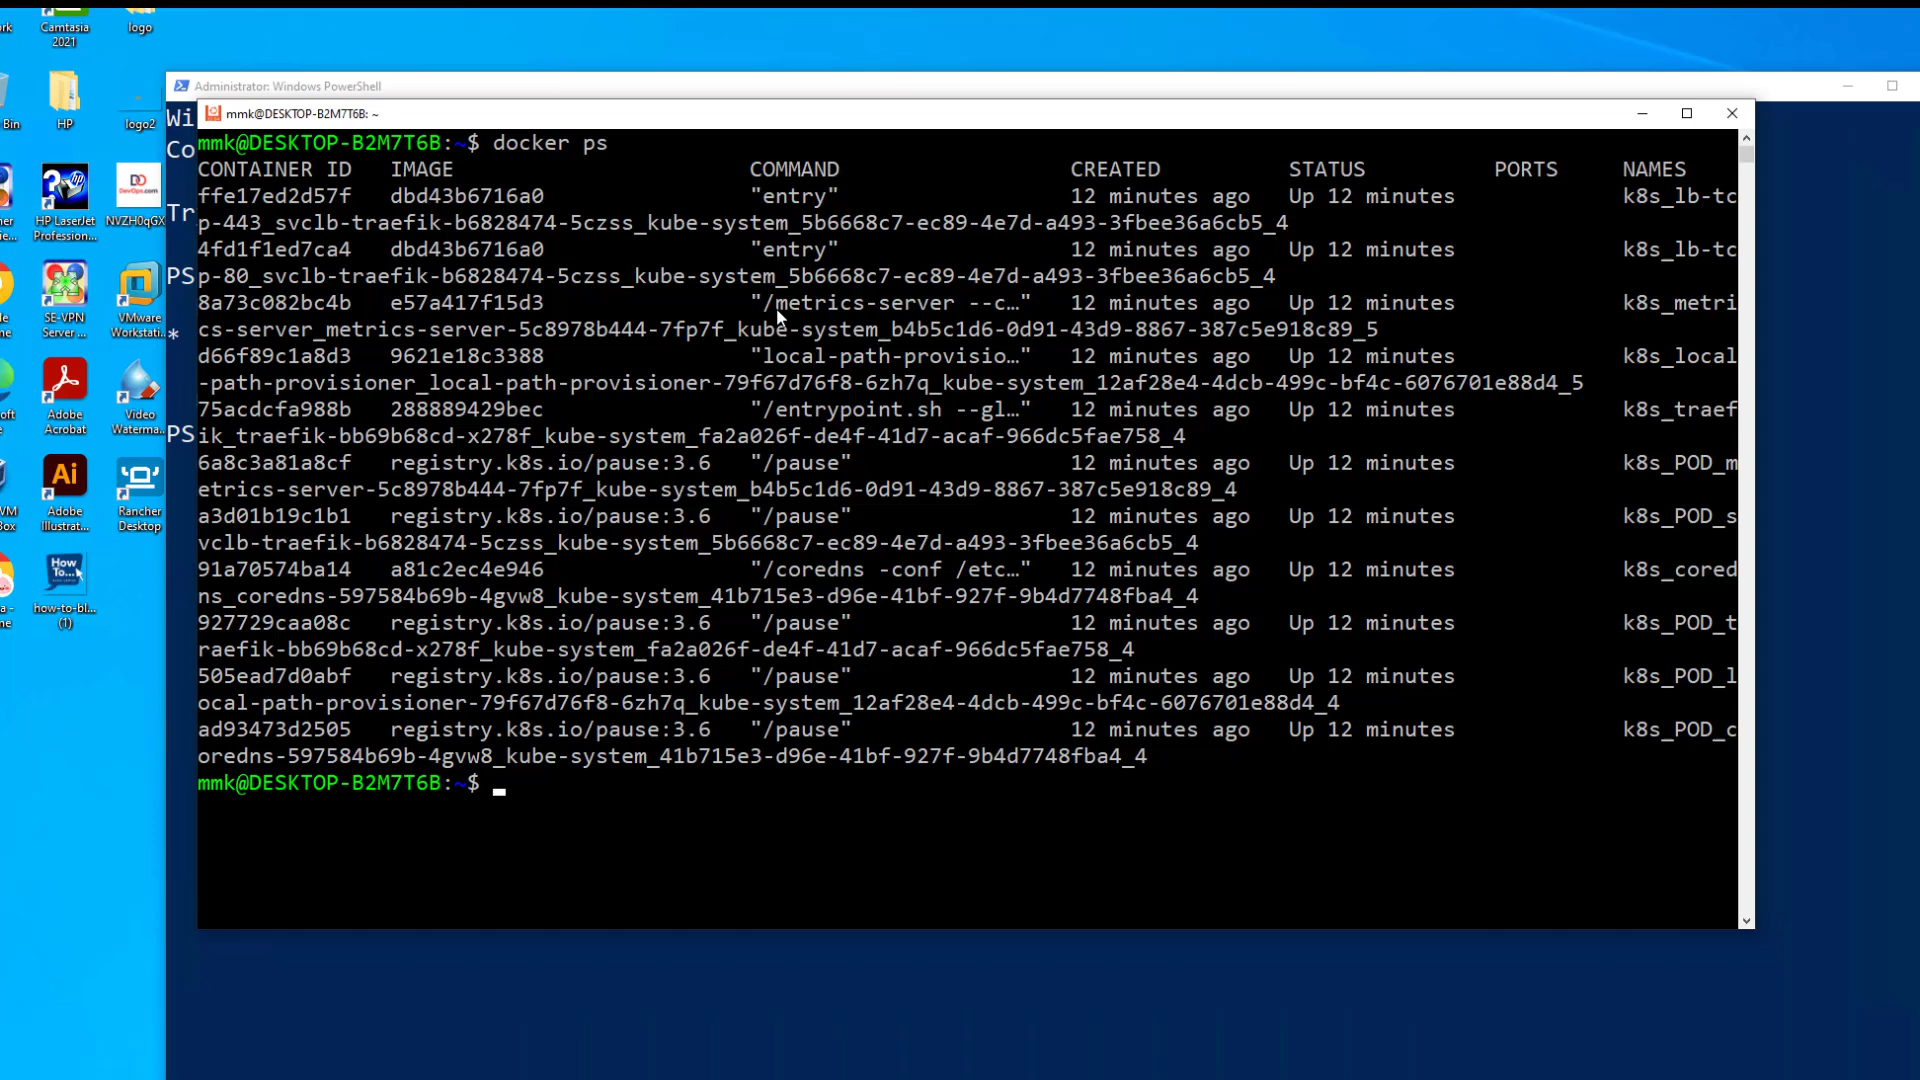 Camtasia
2021
logo
HP
logo2
HP LaserJet
Profession...
NVZH0qGX
SE-VPN
Server ...
VMware
Workstati...
Adobe
Acrobat
Video
Waterma...
Ai
Adobe
Illustrat...
Rancher
Desktop
How
To...
how-to-bl...
(1)
Bin
Administrator: Windows PowerShell
Wi
Co
Tr
PS
*
PS
mmk@DESKTOP-B2M7T6B: ~
mmk@DESKTOP-B2M7T6B:~$ docker ps
CONTAINER ID   IMAGE   COMMAND   CREATED   STATUS   PORTS   NAMES
ffe17ed2d57f   dbd43b6716a0   "entry"   12 minutes ago   Up 12 minutes   k8s_lb-tc
p-443_svclb-traefik-b6828474-5czss_kube-system_5b6668c7-ec89-4e7d-a493-3fbee36a6cb5_4
4fd1f1ed7ca4   dbd43b6716a0   "entry"   12 minutes ago   Up 12 minutes   k8s_lb-tc
p-80_svclb-traefik-b6828474-5czss_kube-system_5b6668c7-ec89-4e7d-a493-3fbee36a6cb5_4
8a73c082bc4b   e57a417f15d3   "/metrics-server --c…"   12 minutes ago   Up 12 minutes   k8s_metri
cs-server_metrics-server-5c8978b444-7fp7f_kube-system_b4b5c1d6-0d91-43d9-8867-387c5e918c89_5
d66f89c1a8d3   9621e18c3388   "local-path-provisio…"   12 minutes ago   Up 12 minutes   k8s_local
-path-provisioner_local-path-provisioner-79f67d76f8-6zh7q_kube-system_12af28e4-4dcb-499c-bf4c-6076701e88d4_5
75acdcfa988b   288889429bec   "/entrypoint.sh --gl…"   12 minutes ago   Up 12 minutes   k8s_traef
ik_traefik-bb69b68cd-x278f_kube-system_fa2a026f-de4f-41d7-acaf-966dc5fae758_4
6a8c3a81a8cf   registry.k8s.io/pause:3.6   "/pause"   12 minutes ago   Up 12 minutes   k8s_POD_m
etrics-server-5c8978b444-7fp7f_kube-system_b4b5c1d6-0d91-43d9-8867-387c5e918c89_4
a3d01b19c1b1   registry.k8s.io/pause:3.6   "/pause"   12 minutes ago   Up 12 minutes   k8s_POD_s
vclb-traefik-b6828474-5czss_kube-system_5b6668c7-ec89-4e7d-a493-3fbee36a6cb5_4
91a70574ba14   a81c2ec4e946   "/coredns -conf /etc…"   12 minutes ago   Up 12 minutes   k8s_cored
ns_coredns-597584b69b-4gvw8_kube-system_41b715e3-d96e-41bf-927f-9b4d7748fba4_4
927729caa08c   registry.k8s.io/pause:3.6   "/pause"   12 minutes ago   Up 12 minutes   k8s_POD_t
raefik-bb69b68cd-x278f_kube-system_fa2a026f-de4f-41d7-acaf-966dc5fae758_4
505ead7d0abf   registry.k8s.io/pause:3.6   "/pause"   12 minutes ago   Up 12 minutes   k8s_POD_l
ocal-path-provisioner-79f67d76f8-6zh7q_kube-system_12af28e4-4dcb-499c-bf4c-6076701e88d4_4
ad93473d2505   registry.k8s.io/pause:3.6   "/pause"   12 minutes ago   Up 12 minutes   k8s_POD_c
oredns-597584b69b-4gvw8_kube-system_41b715e3-d96e-41bf-927f-9b4d7748fba4_4
mmk@DESKTOP-B2M7T6B:~$